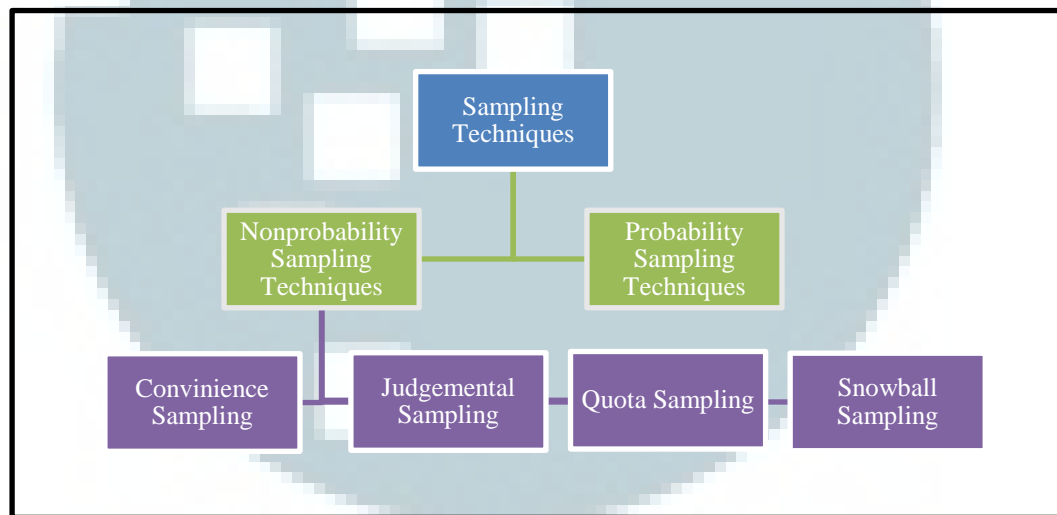 Sampling
Techniques
Nonprobability
Sampling
Techniques
Probability
Sampling
Techniques
Convinience
Sampling
Judgemental
Sampling
Quota Sampling
Snowball
Sampling